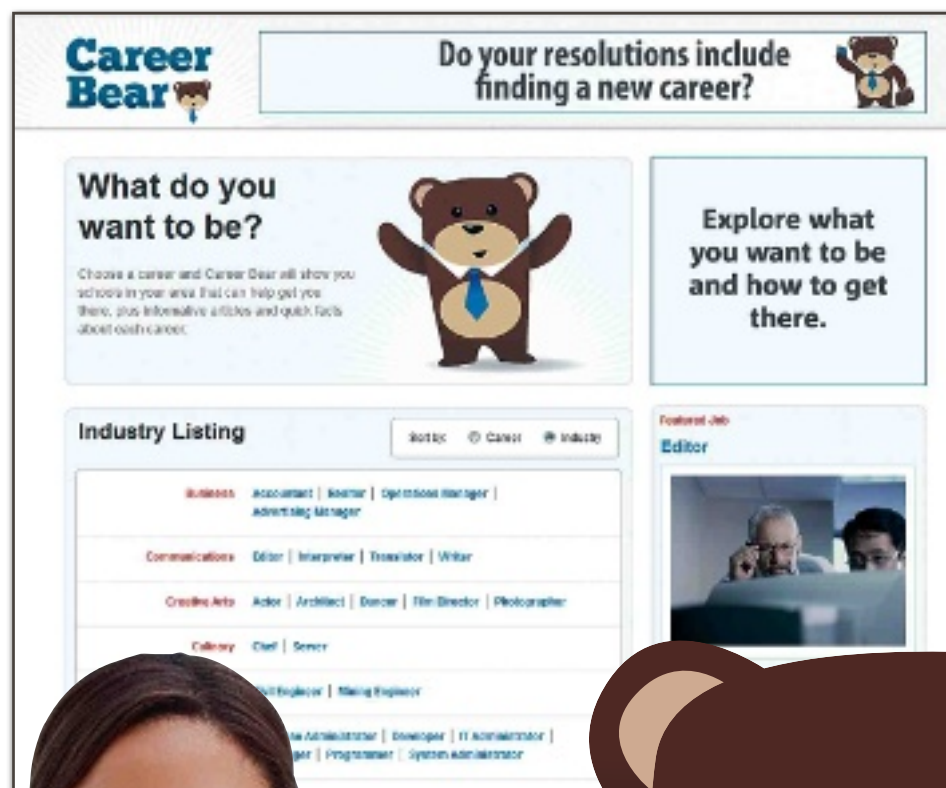 Career
Bear
Do your resolutions include
finding a new career?
What do you
want to be?
Choose a career and Career Bear will show you
schools in your area that can help get you
there, plus informative articles and quick facts
about each career.
Explore what
you want to be
and how to get
there.
Industry Listing
Sort by: Career Industry
Featured Job
Editor
Business Accountant | Realtor | Operations Manager |
Advertising Manager
Communications Editor | Interpreter | Translator | Writer
Creative Arts Actor | Architect | Dancer | Film Director | Photographer
Culinary Chef | Server
Engineer | Mining Engineer
Administrator | Developer | IT Administrator |
Programmer | System Administrator